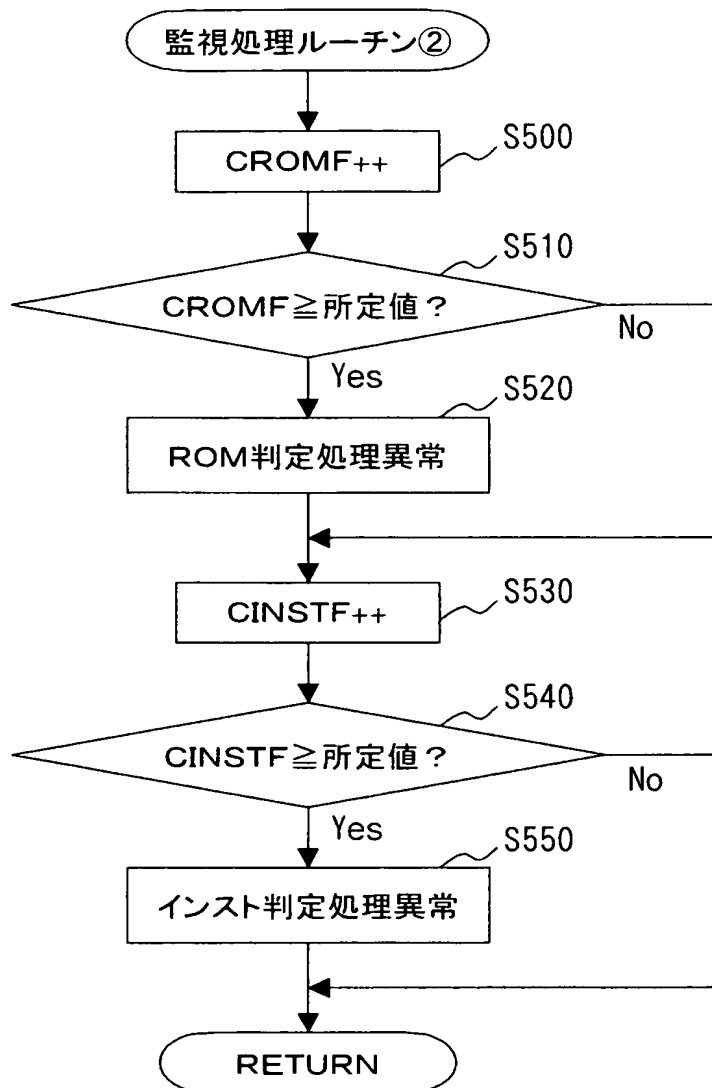 監視処理ルーチン②
S500
CROMF++
S510
CROMF≧所定値？
No
Yes
S520
ROM判定処理異常
S530
CINSTF++
S540
CINSTF≧所定値？
No
Yes
S550
インスト判定処理異常
RETURN